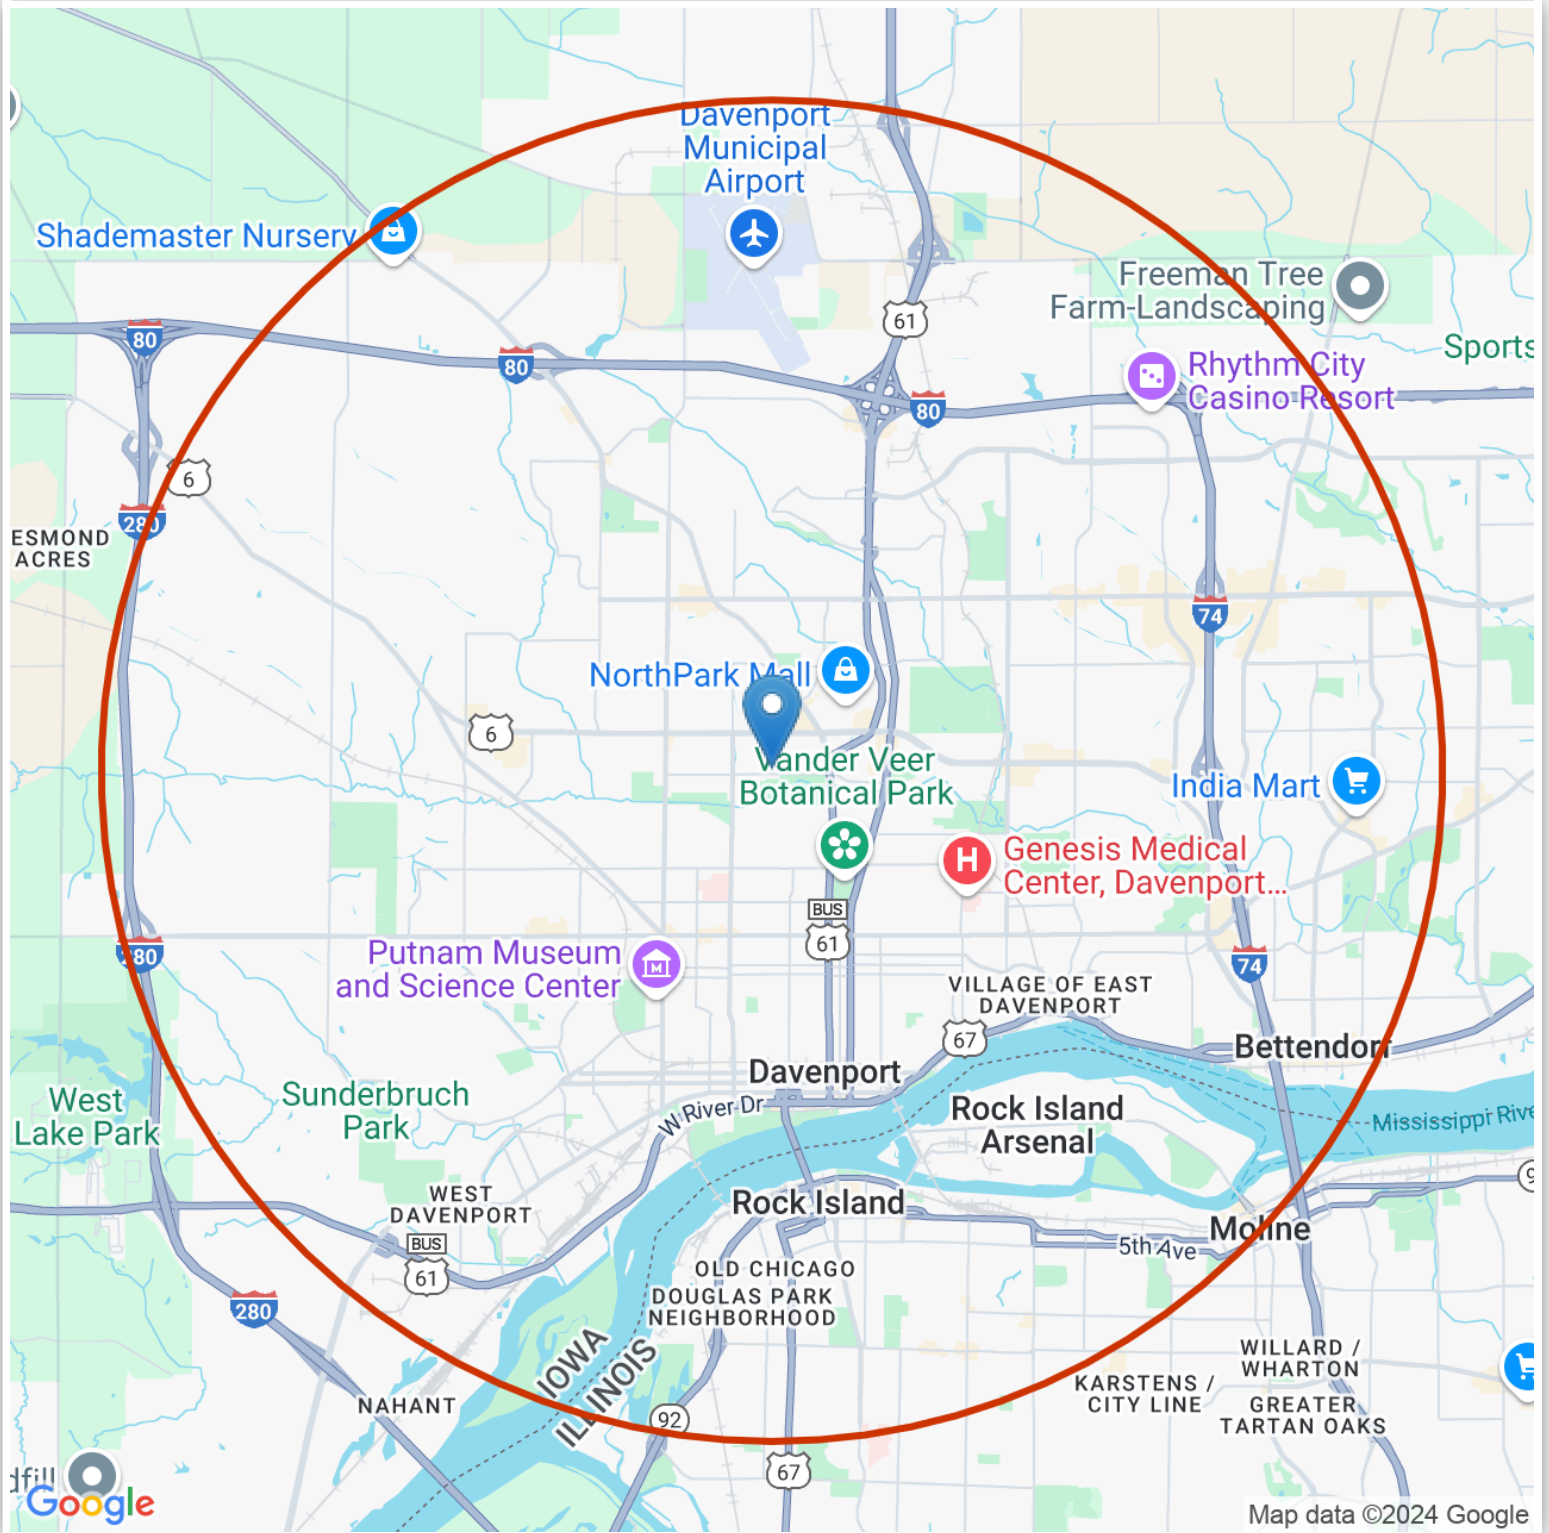 Davenport
Municipal
Airport
Shademaster Nursery
61
Freeman Tree
Farm-Landscaping
80
80
80
Sports
Rhythm City
Casino Resort
6
280
ESMOND
ACRES
74
NorthPark Mall
6
Vander Veer
Botanical Park
India Mart
H
Genesis Medical
Center, Davenport...
BUS
61
280
Putnam Museum
and Science Center
M
74
VILLAGE OF EAST
DAVENPORT
67
Bettendorf
Davenport
West
Lake Park
Sunderbruch
Park
W River Dr
Rock Island
Arsenal
Mississippi Rive
9
WEST
DAVENPORT
Rock Island
Moline
5th Ave
BUS
61
OLD CHICAGO
DOUGLAS PARK
NEIGHBORHOOD
280
IOWA
ILLINOIS
WILLARD /
WHARTON
KARSTENS /
CITY LINE
GREATER
TARTAN OAKS
NAHANT
92
67
dfill
Google
Map data ©2024 Google